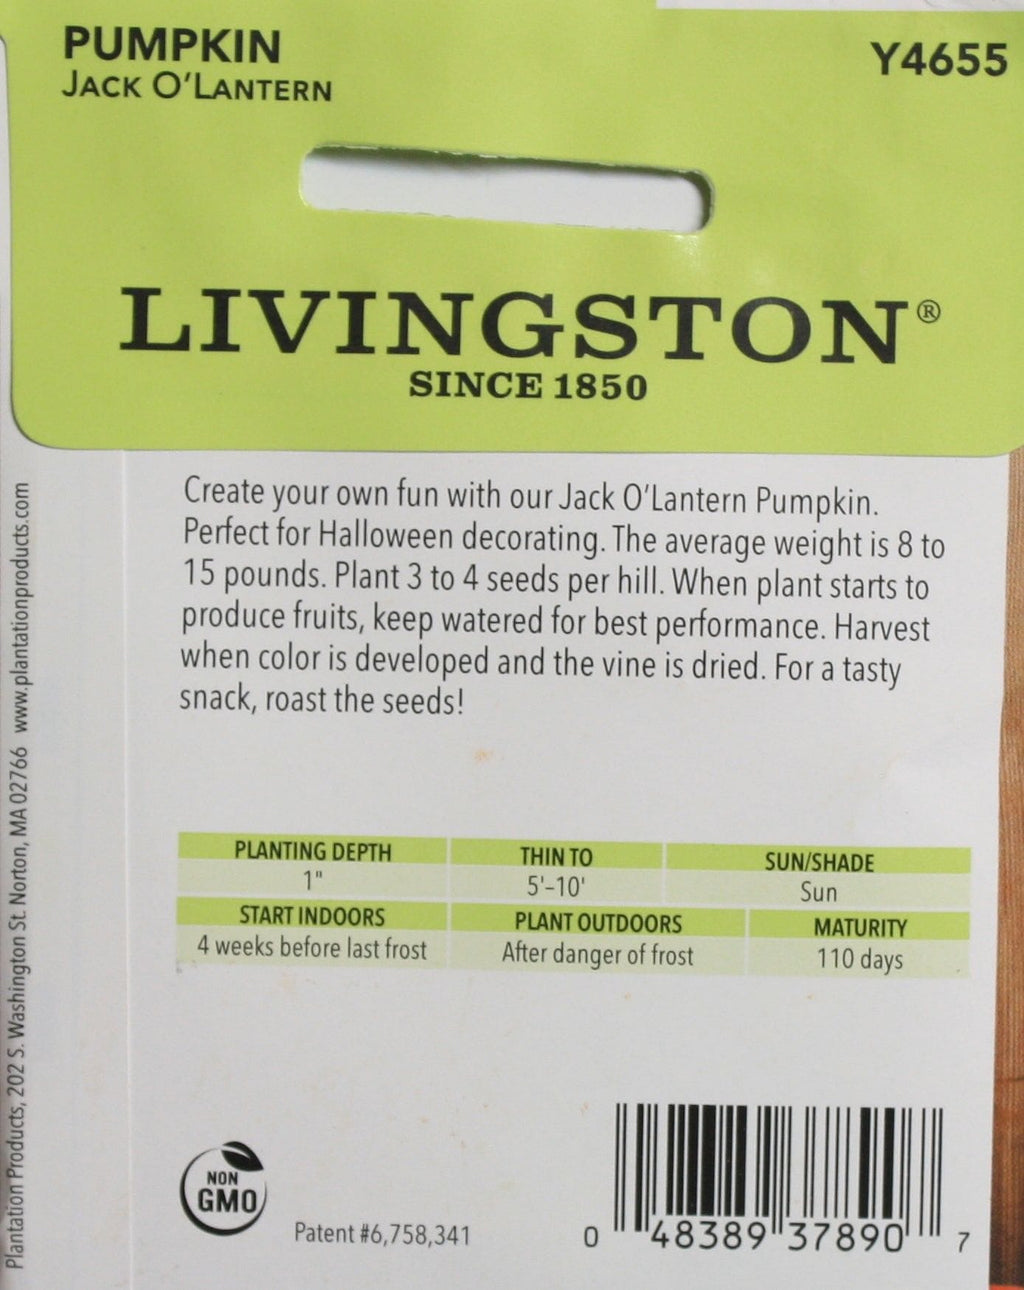 PUMPKIN
JACK O'LANTERN
Y4655
LIVINGSTON®
SINCE 1850
Create your own fun with our Jack O'Lantern Pumpkin.
Perfect for Halloween decorating. The average weight is 8 to
15 pounds. Plant 3 to 4 seeds per hill. When plant starts to
produce fruits, keep watered for best performance. Harvest
when color is developed and the vine is dried. For a tasty
snack, roast the seeds!
PLANTING DEPTH THIN TO SUN/SHADE
1" 5'–10' Sun
START INDOORS PLANT OUTDOORS MATURITY
4 weeks before last frost After danger of frost 110 days
NON
GMO
Patent #6,758,341
0 48389 37890 7
Plantation Products, 202 S. Washington St. Norton, MA 02766 www.plantationproducts.com